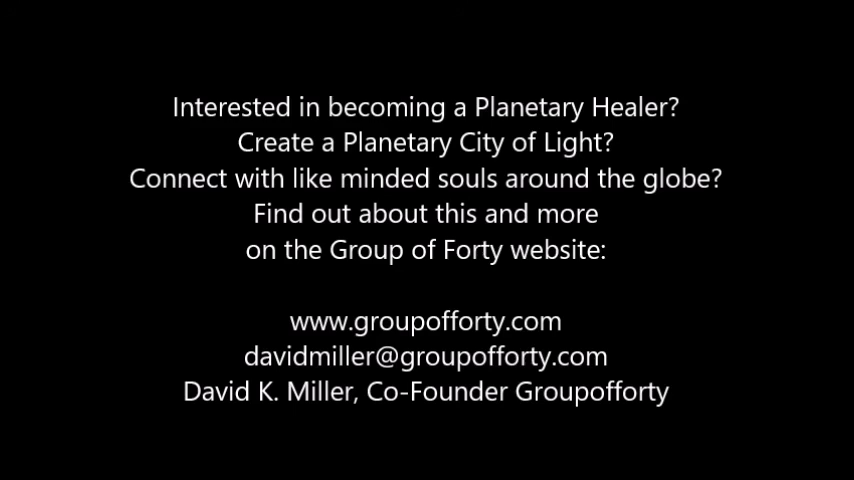 Interested in becoming a Planetary Healer?
Create a Planetary City of Light?
Connect with like minded souls around the globe?
Find out about this and more
on the Group of Forty website:
www.groupofforty.com
davidmiller@groupofforty.com
David K. Miller, Co-Founder Groupofforty